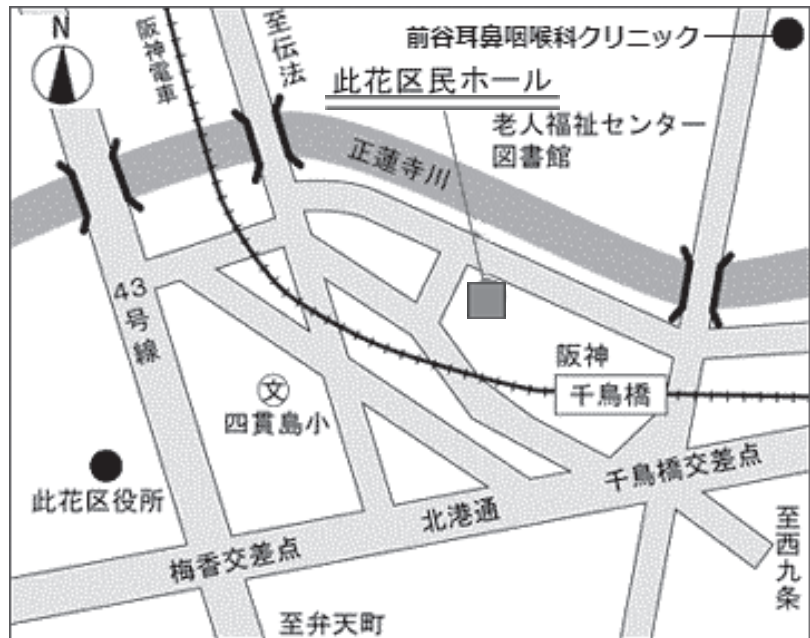 N
阪神電車
至伝法
前谷耳鼻咽喉科クリニック
此花区民ホール
老人福祉センター
図書館
正蓮寺川
43号線
阪神
千鳥橋
文
四貫島小
此花区役所
千鳥橋交差点
北港通
梅香交差点
至西九条
至弁天町